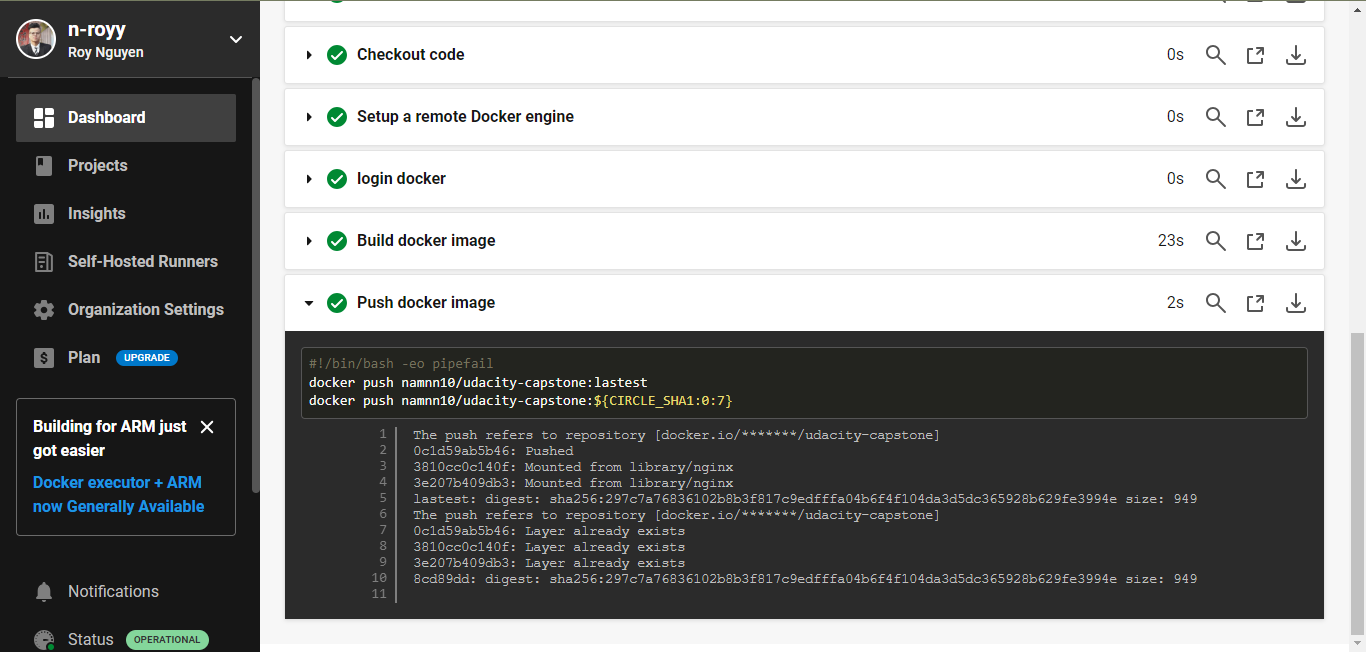 n-royy
Roy Nguyen
Dashboard
Projects
Insights
Self-Hosted Runners
Organization Settings
Plan UPGRADE
Building for ARM just
got easier
Docker executor + ARM
now Generally Available
Notifications
Status OPERATIONAL
Checkout code 0s
Setup a remote Docker engine 0s
login docker 0s
Build docker image 23s
Push docker image 2s
#!/bin/bash -eo pipefail
docker push namnn10/udacity-capstone:lastest
docker push namnn10/udacity-capstone:${CIRCLE_SHA1:0:7}
1 The push refers to repository [docker.io/*******/udacity-capstone]
2 0c1d59ab5b46: Pushed
3 3810cc0c140f: Mounted from library/nginx
4 3e207b409db3: Mounted from library/nginx
5 lastest: digest: sha256:297c7a76836102b8b3f817c9edfffa04b6f4f104da3d5dc365928b629fe3994e size: 949
6 The push refers to repository [docker.io/*******/udacity-capstone]
7 0c1d59ab5b46: Layer already exists
8 3810cc0c140f: Layer already exists
9 3e207b409db3: Layer already exists
10 8cd89dd: digest: sha256:297c7a76836102b8b3f817c9edfffa04b6f4f104da3d5dc365928b629fe3994e size: 949
11